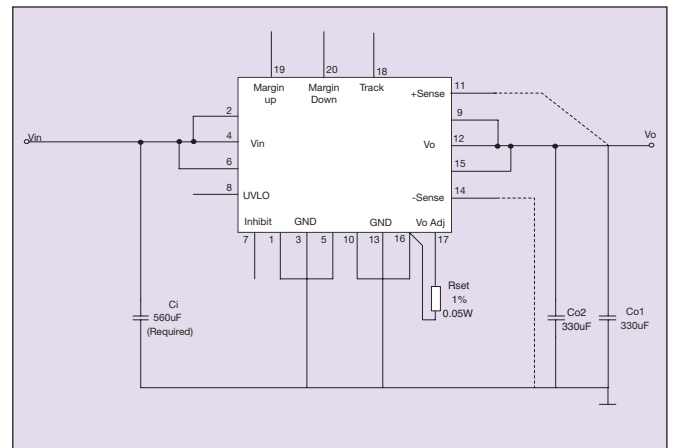 19
20
18
Margin
up
Margin
Down
Track
11
+Sense
2
9
Vin
4
Vin
Vo
12
Vo
6
15
8
UVLO
-Sense
14
Inhibit
GND
GND
Vo Adj
7
1
3
5
10
13
16
17
Rset
1%
0.05W
Ci
560uF
(Required)
Co2
330uF
Co1
330uF